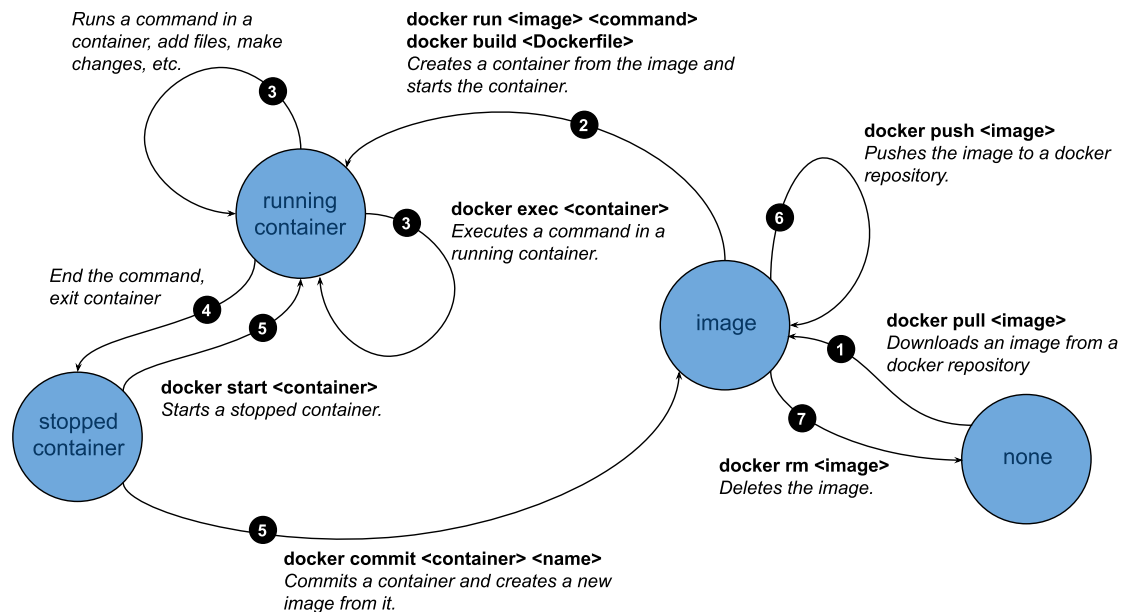 Runs a command in a
container, add files, make
changes, etc.
3
docker run <image> <command>
docker build <Dockerfile>
Creates a container from the image and
starts the container.
2
docker push <image>
Pushes the image to a docker
repository.
6
running
container
3
docker exec <container>
Executes a command in a
running container.
End the command,
exit container
4
5
image
docker pull <image>
Downloads an image from a
docker repository
1
docker start <container>
Starts a stopped container.
stopped
container
7
docker rm <image>
Deletes the image.
none
5
docker commit <container> <name>
Commits a container and creates a new
image from it.